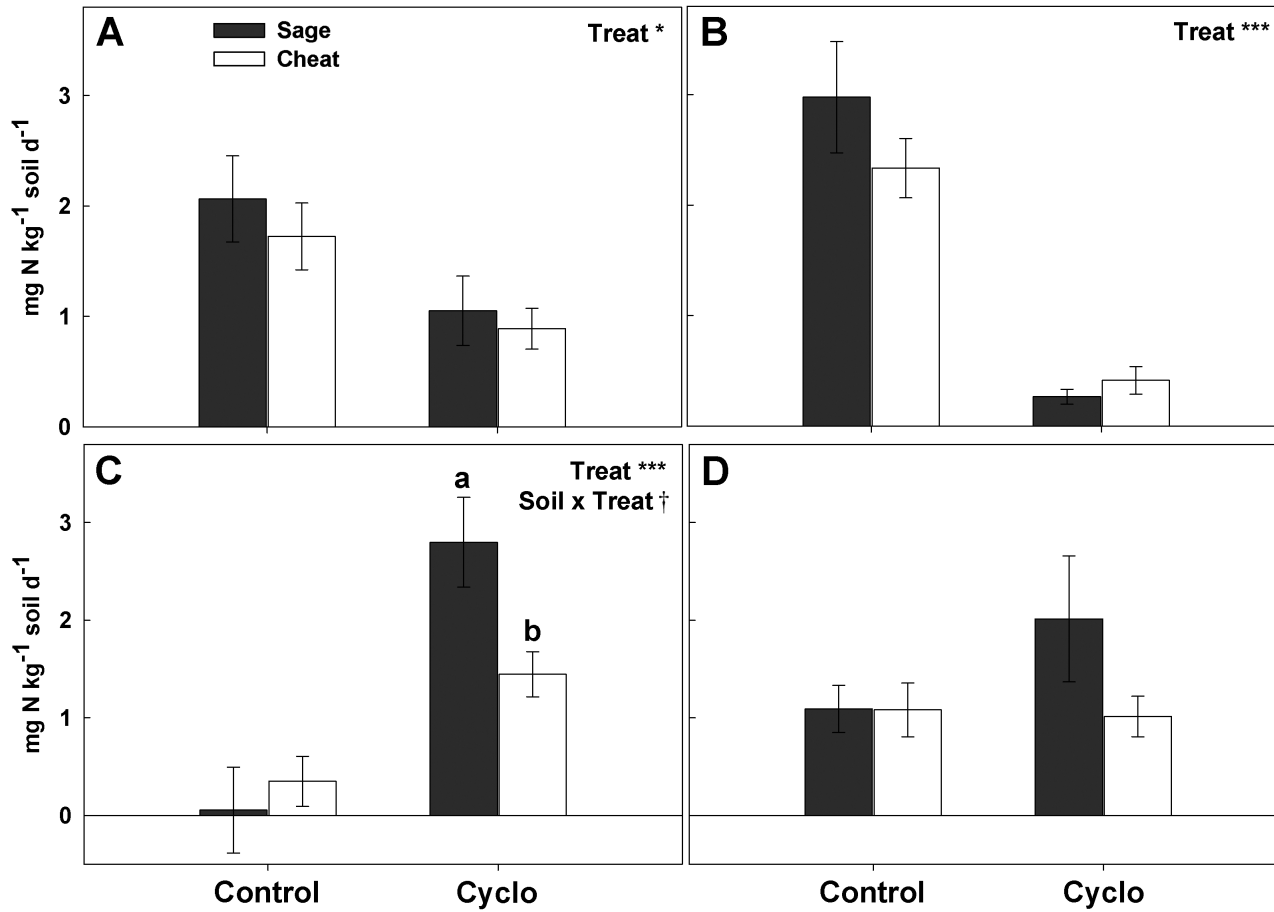 A
Sage
Cheat
Treat *
B
Treat ***
3
2
1
0
mg N kg⁻¹ soil d⁻¹
C
Treat ***
Soil x Treat †
a
b
D
3
2
1
0
mg N kg⁻¹ soil d⁻¹
Control
Cyclo
Control
Cyclo